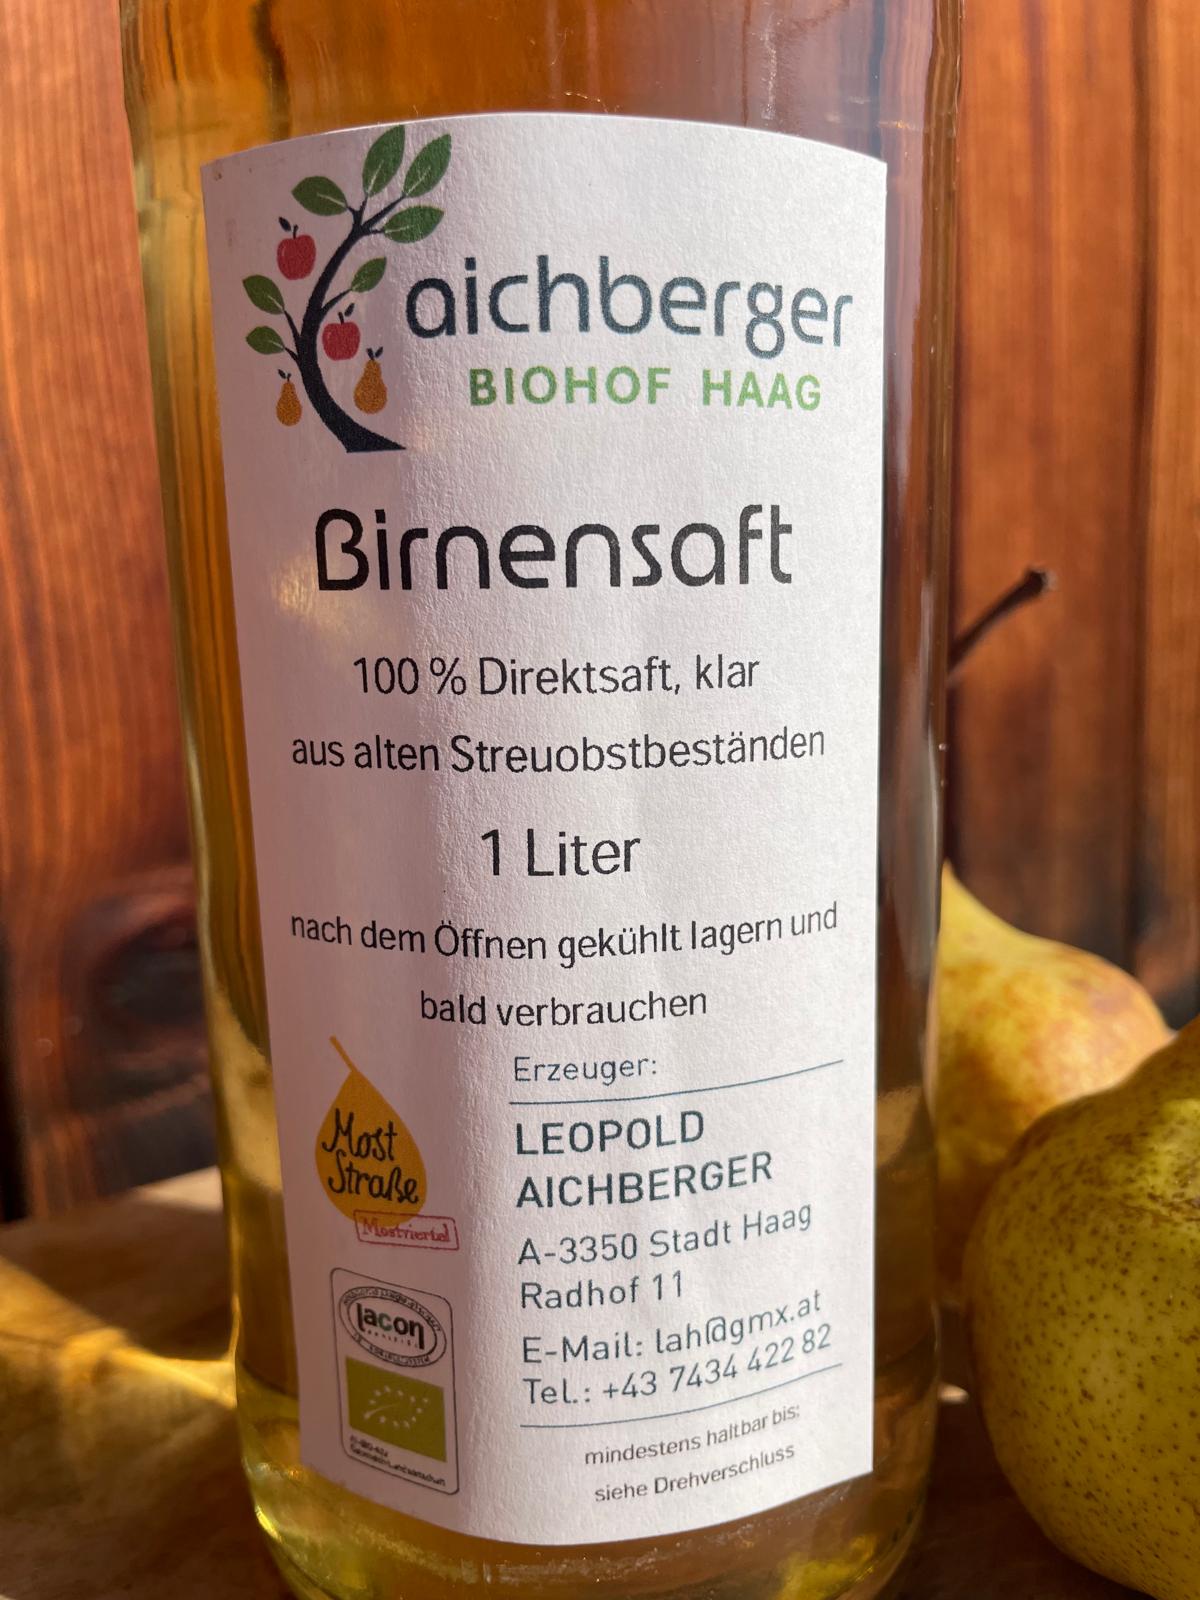 aichberger
BIOHOF HAAG
Birnensaft
100 % Direktsaft, klar
aus alten Streuobstbeständen
1 Liter
nach dem Öffnen gekühlt lagern und
bald verbrauchen
Erzeuger:
LEOPOLD
AICHBERGER
A-3350 Stadt Haag
Radhof 11
E-Mail: lah@gmx.at
Tel.: +43 7434 422 82
mindestens haltbar bis:
siehe Drehverschluss
Most
Straße
Mostviertel
lacon